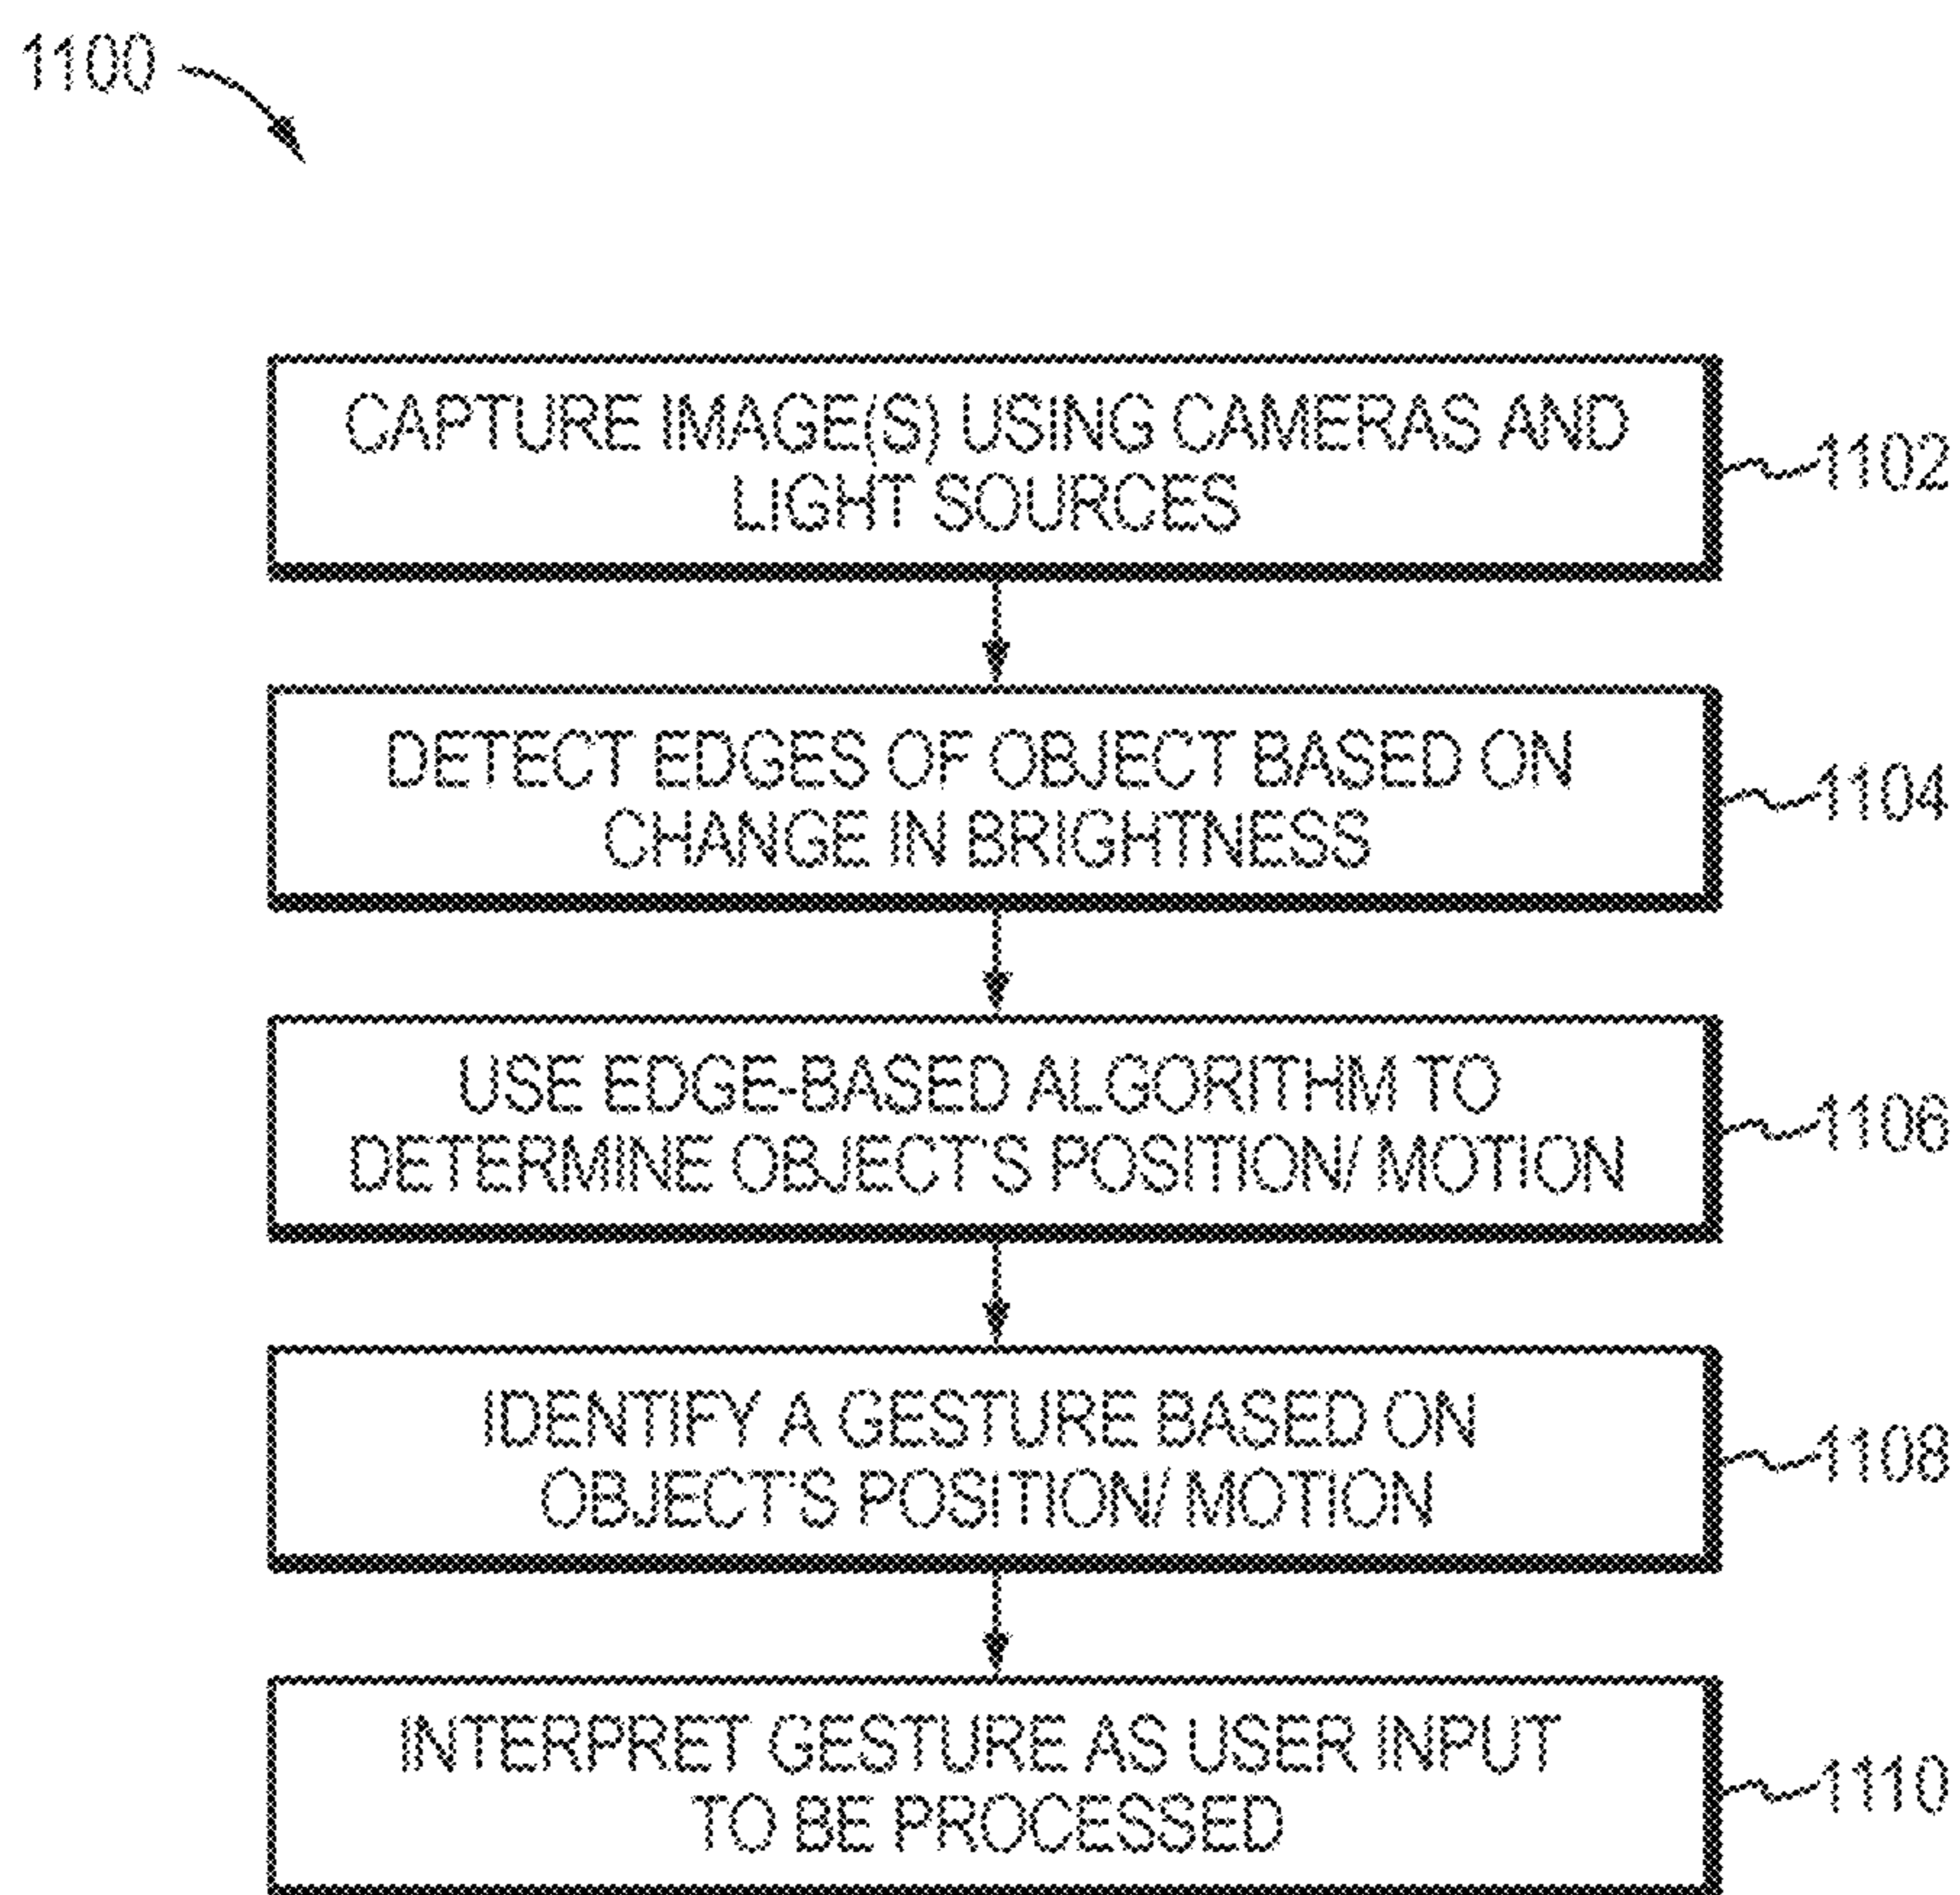 1100
CAPTURE IMAGE(S) USING CAMERAS AND
LIGHT SOURCES
1102
DETECT EDGES OF OBJECT BASED ON
CHANGE IN BRIGHTNESS
1104
USE EDGE-BASED ALGORITHM TO
DETERMINE OBJECT'S POSITION/ MOTION
1106
IDENTIFY A GESTURE BASED ON
OBJECT'S POSITION/ MOTION
1108
INTERPRET GESTURE AS USER INPUT
TO BE PROCESSED
1110